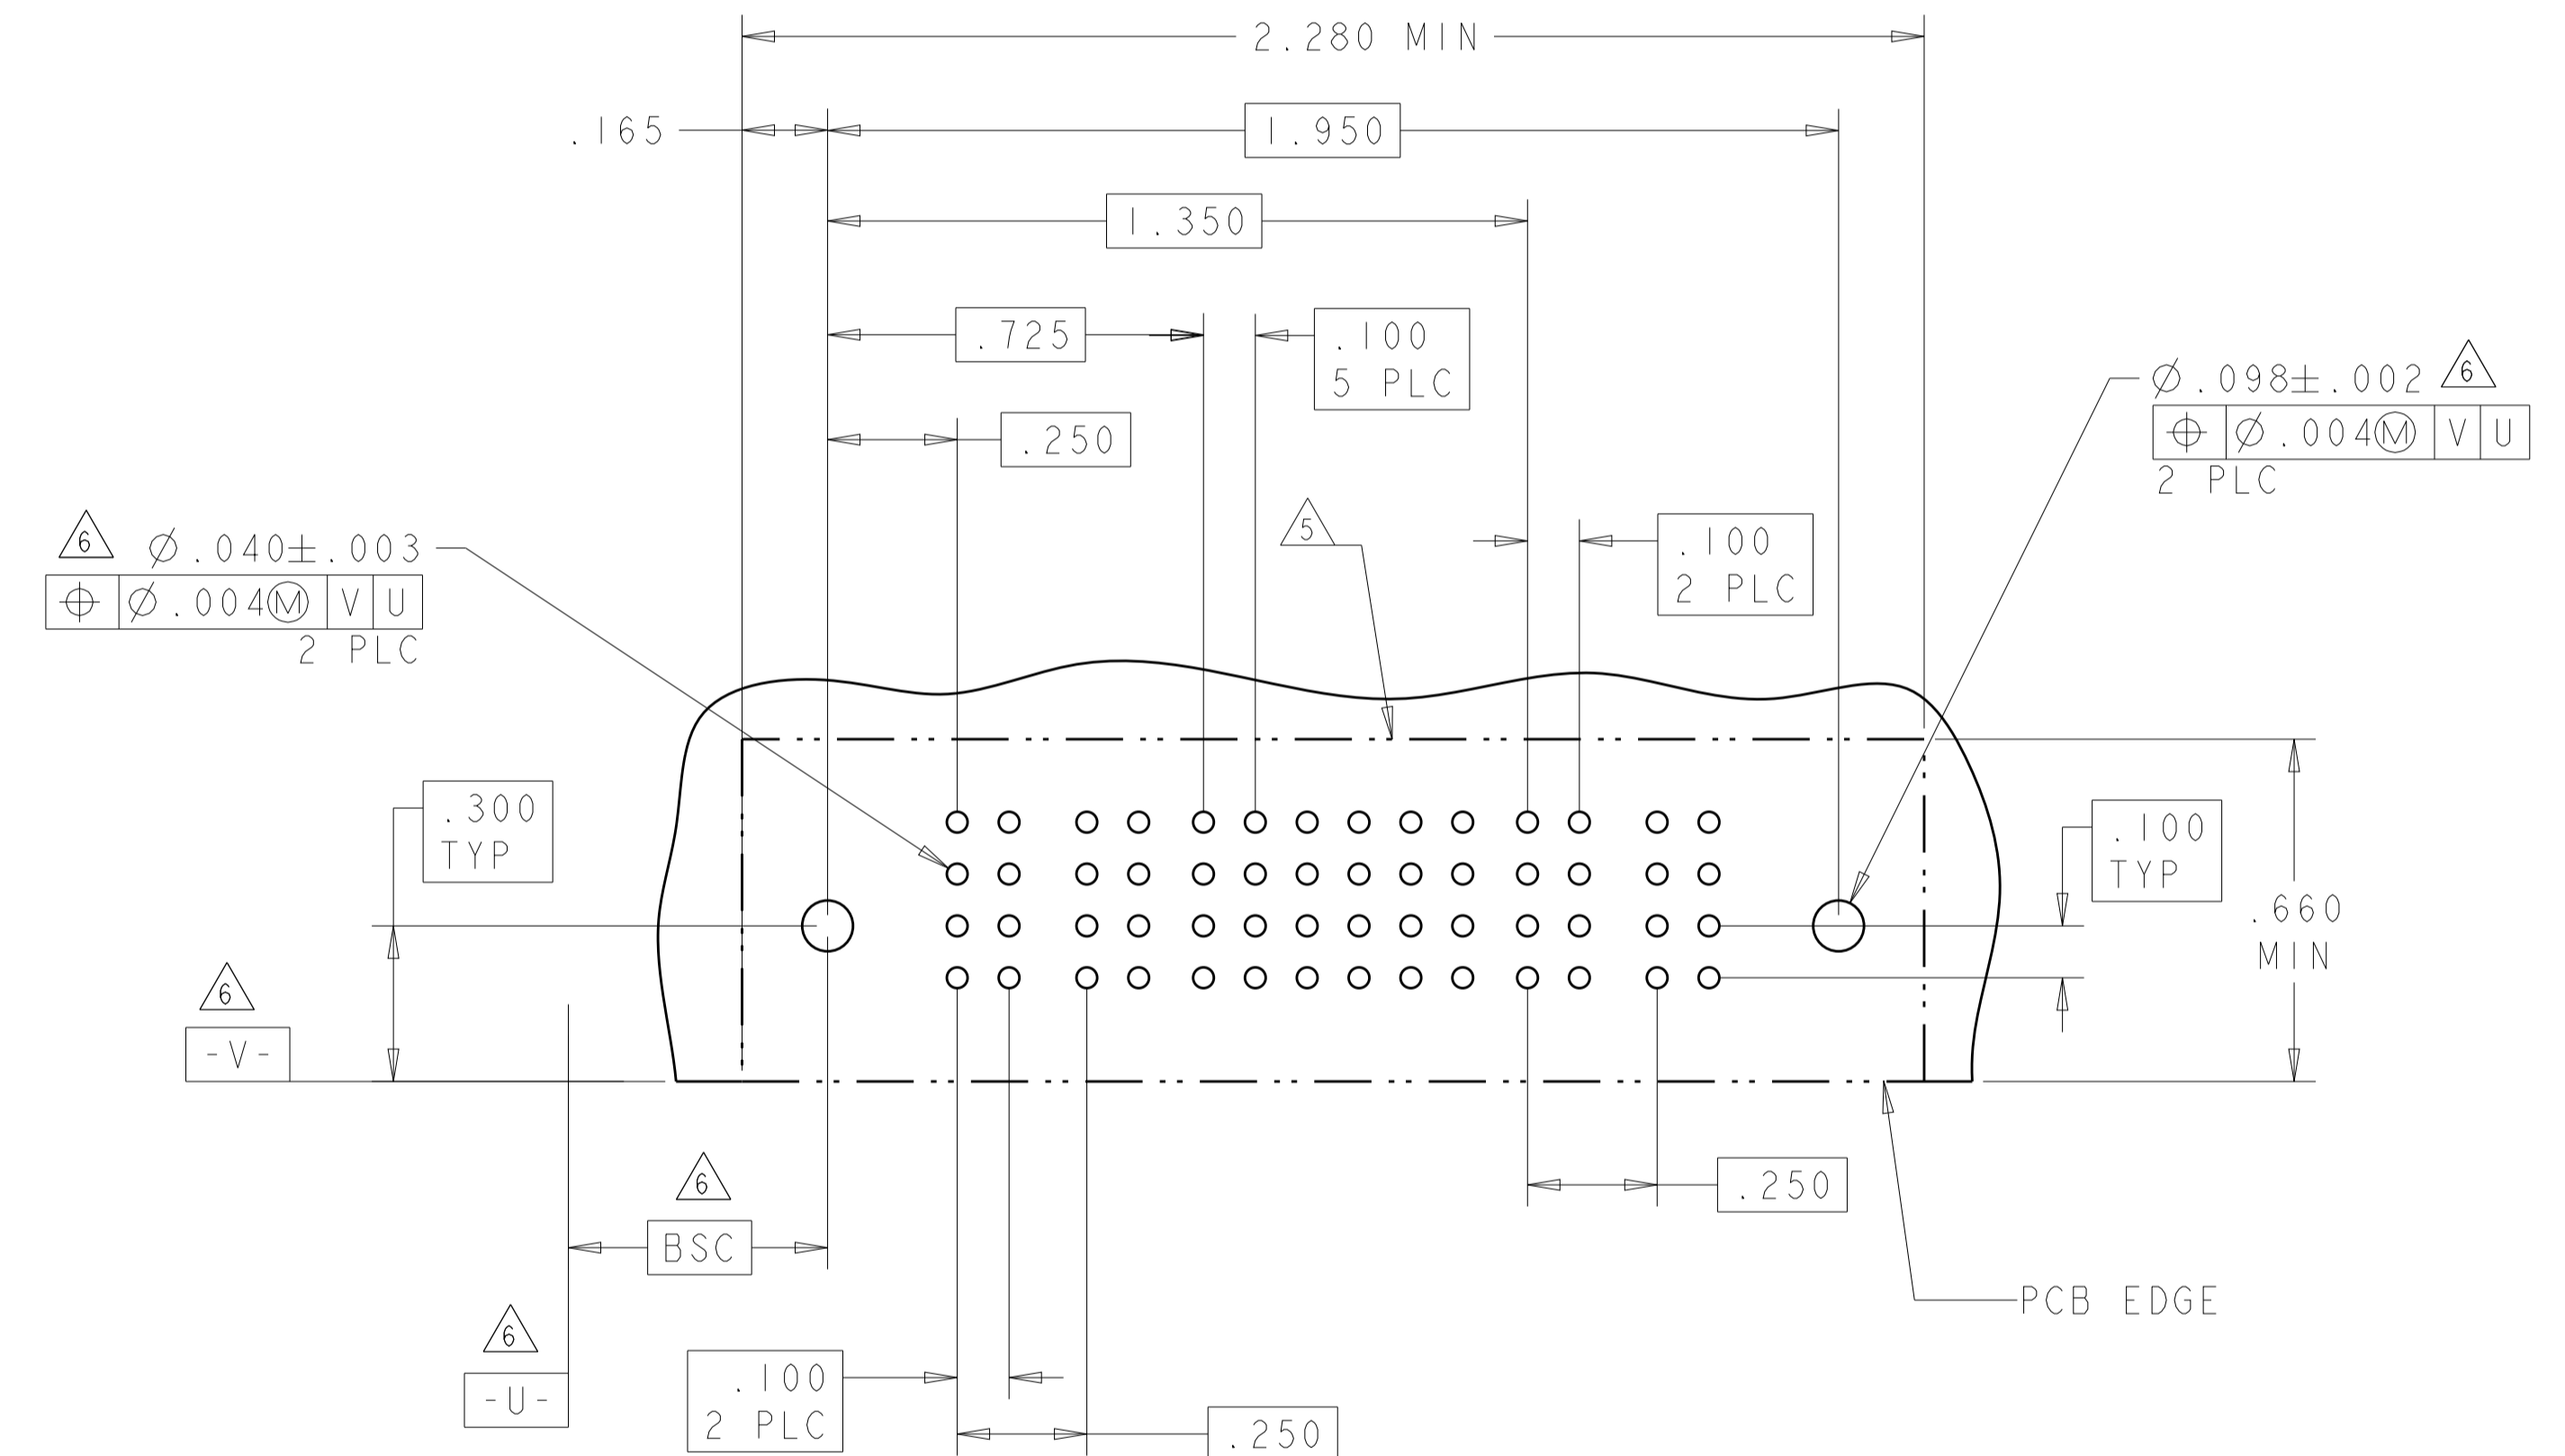 2.280 MIN
.165
1.950
1.350
.725
.100
5 PLC
.250
⌀.098±.002 6
⌖ ⌀.004Ⓜ V U
2 PLC
5
.100
2 PLC
6 ⌀.040±.003
⌖ ⌀.004Ⓜ V U
2 PLC
.300
TYP
.100
TYP
.660
MIN
6
-V-
6
BSC
.250
PCB EDGE
6
-U-
.100
2 PLC
.250